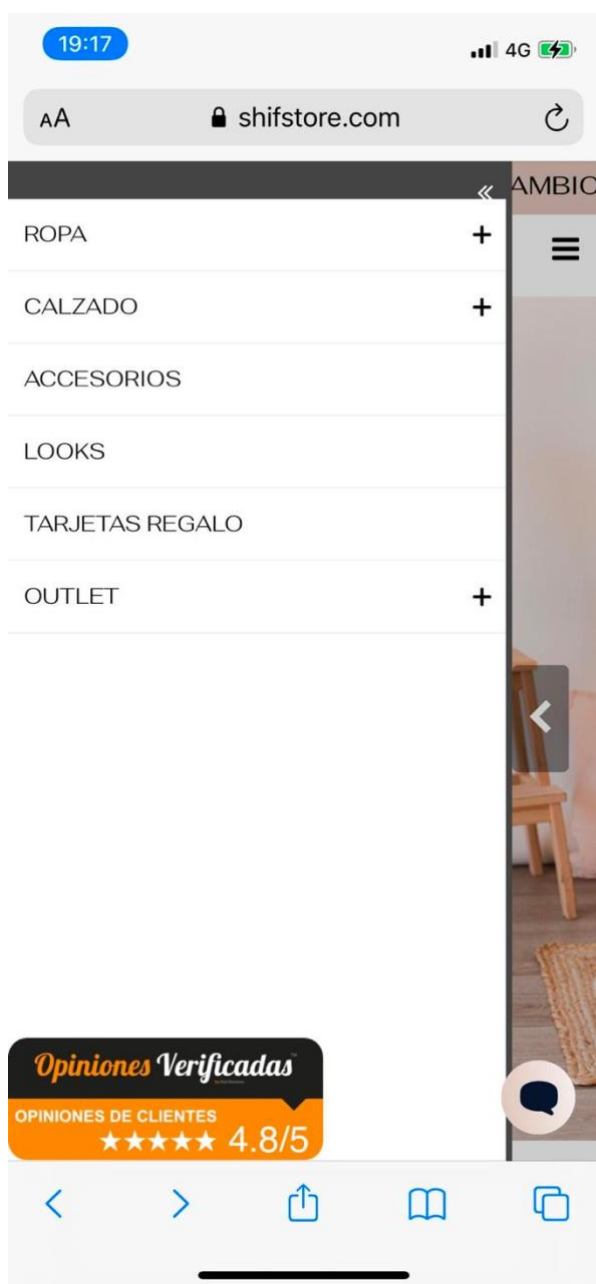 19:17
4G
AA
shifstore.com
AMBIO
ROPA
CALZADO
ACCESORIOS
LOOKS
TARJETAS REGALO
OUTLET
Opiniones Verificadas
OPINIONES DE CLIENTES
4.8/5